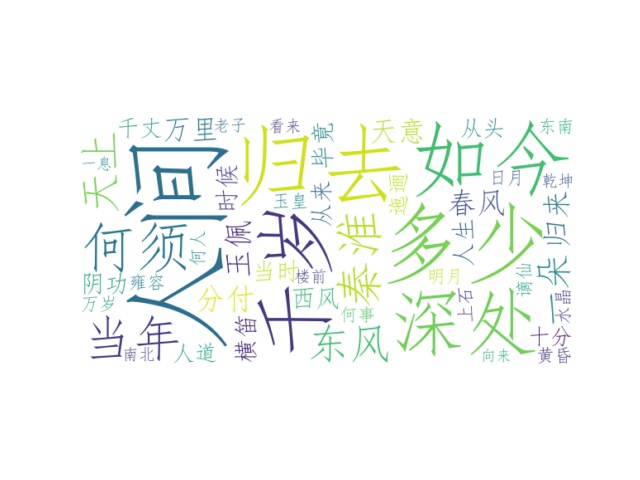 千丈
万里
老子
看来
毕竟
天意
从头
东南
天上
一息
人间
归去
如今
时候
从来
迤逦
日月
乾坤
玉皇
春风
归来
何须
何人
玉佩
千岁
秦淮
多少
人生
一朵
谪仙
阴功
雍容
当时
楼前
明月
水晶
万岁
分付
西风
何事
深处
上石
当年
南北
人道
横笛
东风
向来
十分
黄昏